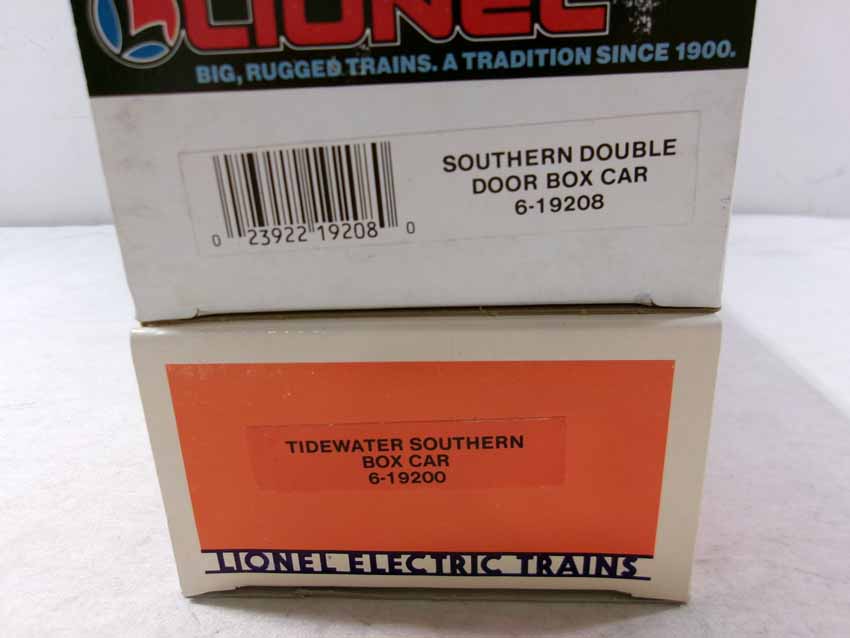 LIONEL
BIG, RUGGED TRAINS. A TRADITION SINCE 1900.
SOUTHERN DOUBLE
DOOR BOX CAR
6-19208
0 23922 19208 0
TIDEWATER SOUTHERN
BOX CAR
6-19200
LIONEL ELECTRIC TRAINS